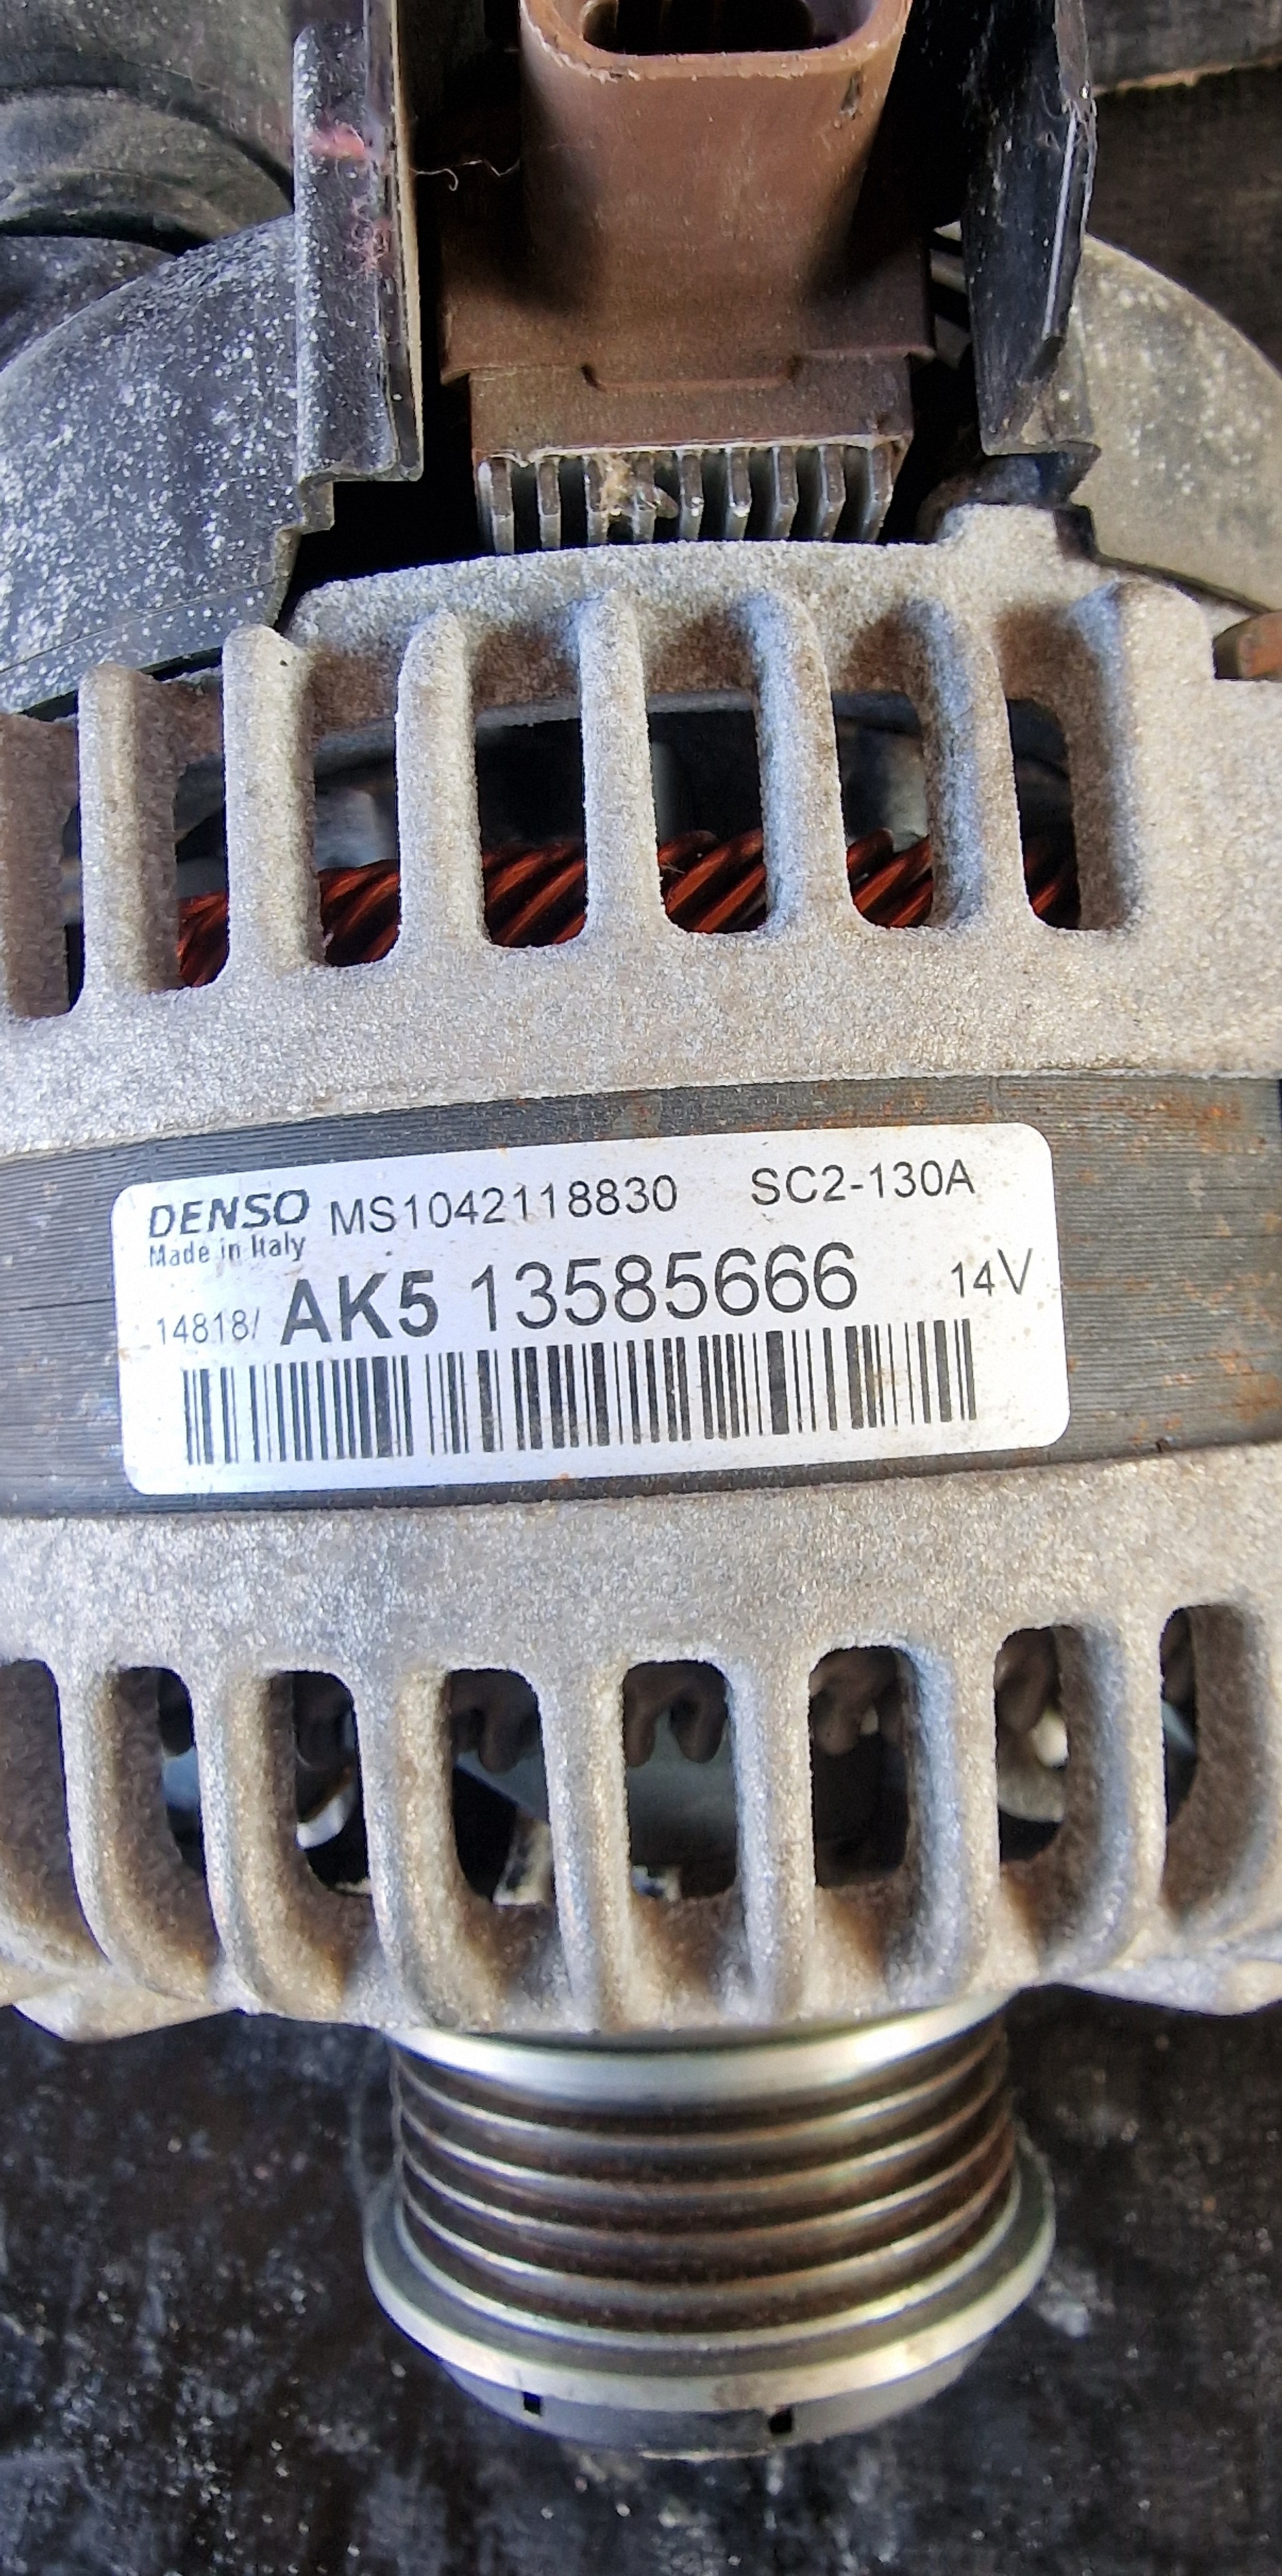 DENSO MS1042118830 SC2-130A
Made in Italy
14818/ AK5 13585666 14V